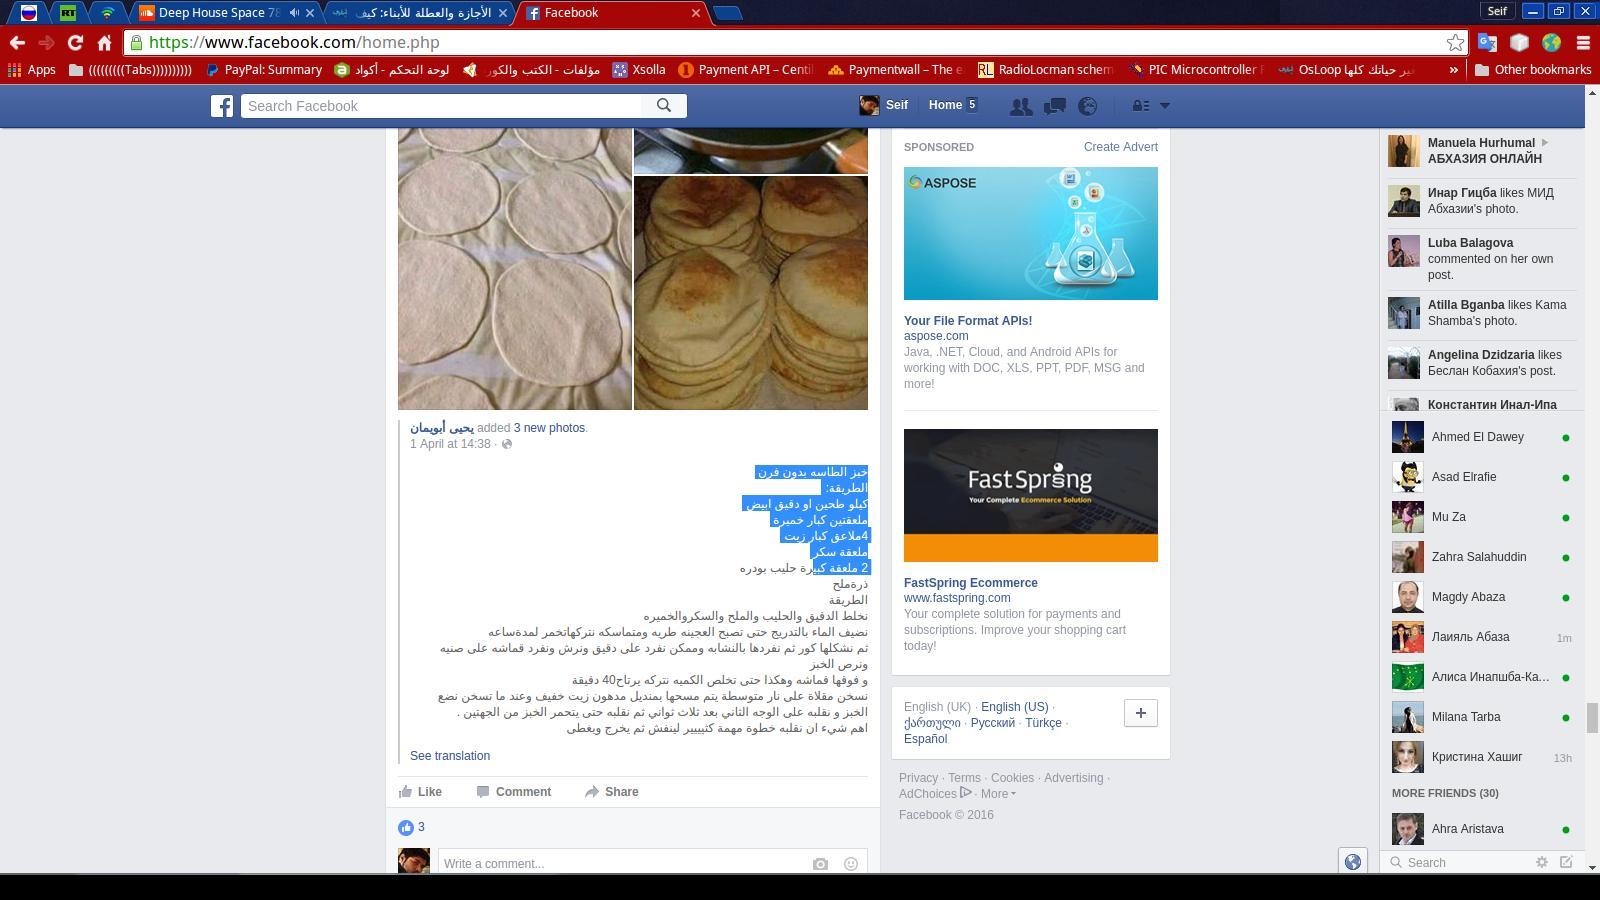 Deep House Space 78
الأجازة والعطلة للأبناء: كيف
Facebook
Seif
https://www.facebook.com/home.php
Apps
(((((((((Tabs))))))))))
PayPal: Summary
لوحة التحكم - أكواد
مؤلفات - الكتب والكور
Xsolla
Payment API – Centi
Paymentwall – The e
RadioLocman schem
PIC Microcontroller F
OsLoop غير حياتك كلها
»
Other bookmarks
Search Facebook
Seif
Home 5
SPONSORED
Create Advert
ASPOSE
Your File Format APIs!
aspose.com
Java, .NET, Cloud, and Android APIs for
working with DOC, XLS, PPT, PDF, MSG and
more!
FastSpring
Your Complete Ecommerce Solution
FastSpring Ecommerce
www.fastspring.com
Your complete solution for payments and
subscriptions. Improve your shopping cart
today!
English (UK) · English (US) ·
ქართული · Русский · Türkçe ·
Español
Privacy · Terms · Cookies · Advertising ·
AdChoices · More
Facebook © 2016
يحيى أبويمان added 3 new photos.
1 April at 14:38 ·
خبز الطاسه بدون فرن
الطريقة:
كيلو طحين او دقيق ابيض
ملعقتين كبار خميرة
4ملاعق كبار زيت
ملعقة سكر
2 ملعقة كبيرة حليب بودره
ذرةملح
الطريقة
نخلط الدقيق والحليب والملح والسكروالخميره
نضيف الماء بالتدريج حتى تصبح العجينه طريه ومتماسكه نتركهاتخمر لمدةساعه
ثم نشكلها كور ثم نفردها بالنشابه وممكن نفرد على دقيق ونرش ونفرد قماشه على صنيه
ونرص الخبز
و فوقها قماشه وهكذا حتى تخلص الكميه نتركه يرتاح40 دقيقة
نسخن مقلاة على نار متوسطة يتم مسحها بمنديل مدهون زيت خفيف وعند ما تسخن نضع
الخبز و نقلبه على الوجه الثاني بعد ثلاث ثواني ثم نقلبه حتى يتحمر الخبز من الجهتين .
اهم شيء ان نقلبه خطوة مهمة كثيييير لينفش ثم يخرج ويغطى
See translation
Like
Comment
Share
3
Write a comment...
Manuela Hurhumal
АБХАЗИЯ ОНЛАЙН
Инар Гицба likes МИД
Абхазии's photo.
Luba Balagova
commented on her own
post.
Atilla Bganba likes Kama
Shamba's photo.
Angelina Dzidzaria likes
Беслан Кобахия's post.
Константин Инал-Ипа
Ahmed El Dawey
Asad Elrafie
Mu Za
Zahra Salahuddin
Magdy Abaza
Лаияль Абаза 1m
Алиса Инапшба-Ка...
Milana Tarba
Кристина Хашиг 13h
MORE FRIENDS (30)
Ahra Aristava
Search